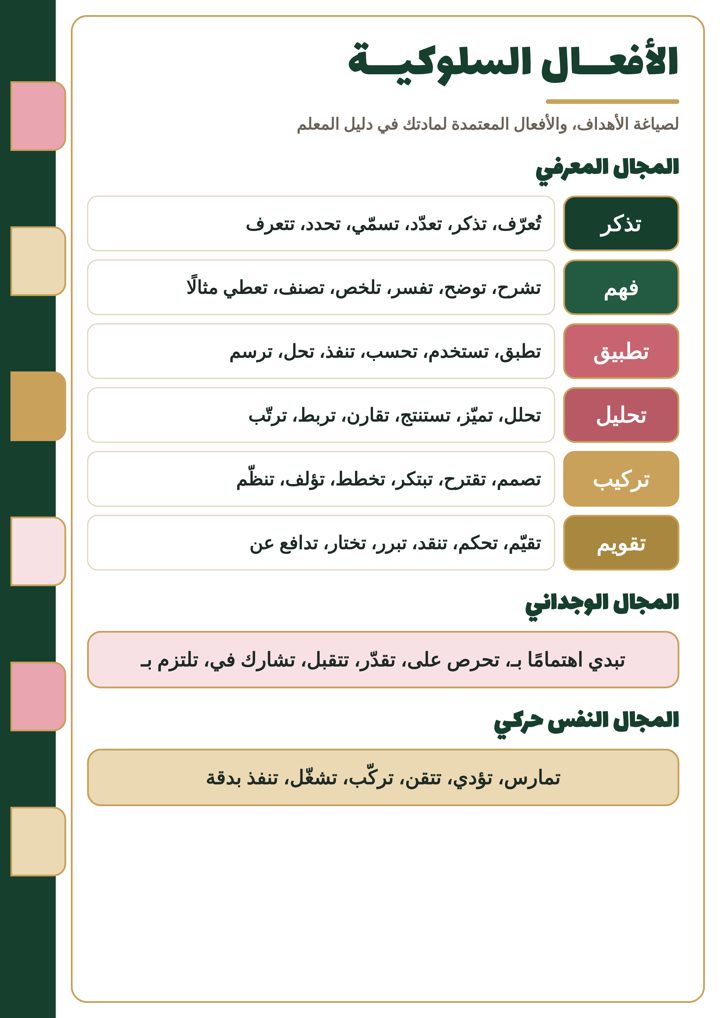 الأفعـــال السلوكيـــة
لصياغة الأهداف، والأفعال المعتمدة لمادتك في دليل المعلم
المجال المعرفي
تذكر
تُعرّف، تذكر، تعدّد، تسمّي، تحدد، تتعرف
فهم
تشرح، توضح، تفسر، تلخص، تصنف، تعطي مثالًا
تطبيق
تطبق، تستخدم، تحسب، تنفذ، تحل، ترسم
تحليل
تحلل، تميّز، تستنتج، تقارن، تربط، ترتّب
تركيب
تصمم، تقترح، تبتكر، تخطط، تؤلف، تنظّم
تقويم
تقيّم، تحكم، تنقد، تبرر، تختار، تدافع عن
المجال الوجداني
تبدي اهتمامًا بـ، تحرص على، تقدّر، تتقبل، تشارك في، تلتزم بـ
المجال النفس حركي
تمارس، تؤدي، تتقن، تركّب، تشغّل، تنفذ بدقة